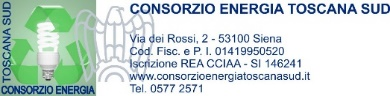 TOSCANA SUD
CONSORZIO ENERGIA
CONSORZIO ENERGIA TOSCANA SUD
Via dei Rossi, 2 - 53100 Siena
Cod. Fisc. e P. I. 01419950520
Iscrizione REA CCIAA - SI 146241
www.consorzioenergiatoscanasud.it
Tel. 0577 2571